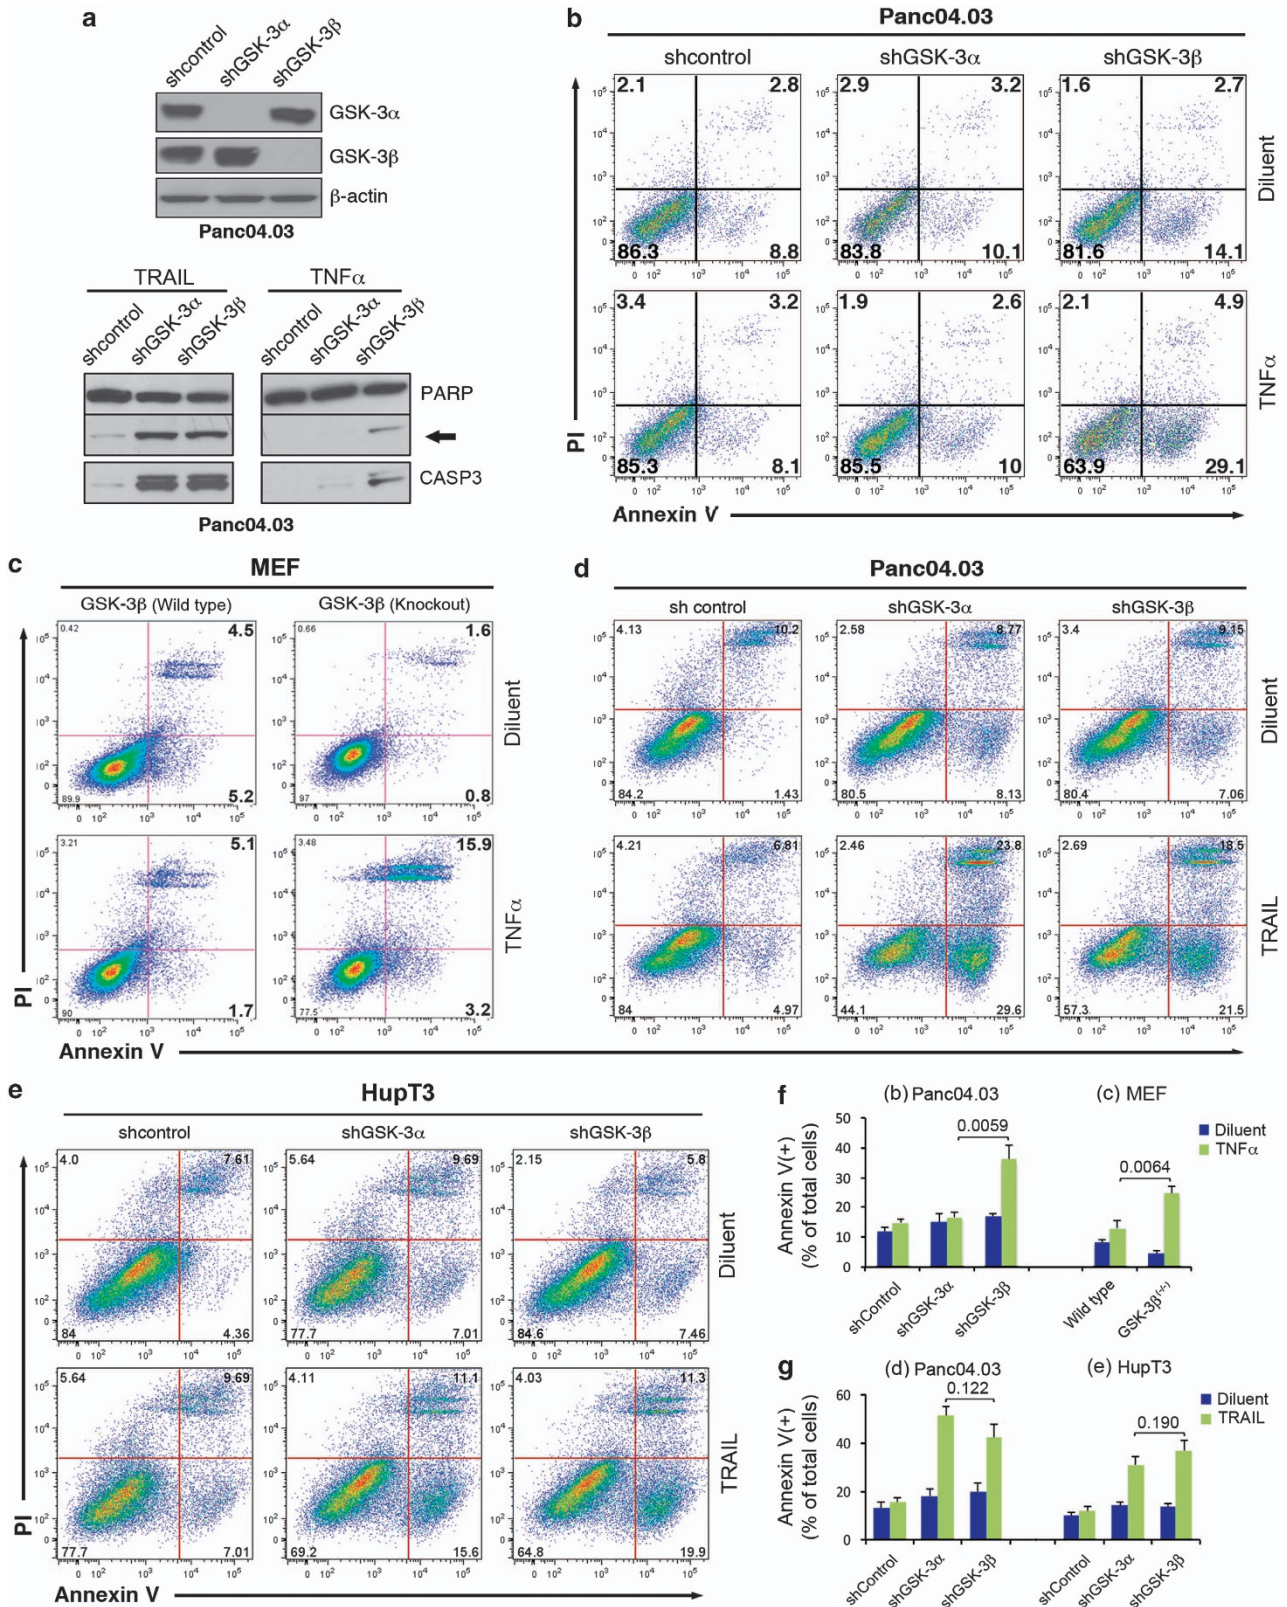 a
shcontrol
shGSK-3α
shGSK-3β
GSK-3α
GSK-3β
β-actin
Panc04.03
TRAIL
TNFα
shcontrol
shGSK-3α
shGSK-3β
shcontrol
shGSK-3α
shGSK-3β
PARP
CASP3
Panc04.03
b
Panc04.03
shcontrol
shGSK-3α
shGSK-3β
2.1 2.8
86.3 8.8
2.9 3.2
83.8 10.1
1.6 2.7
81.6 14.1
Diluent
3.4 3.2
85.3 8.1
1.9 2.6
85.5 10
2.1 4.9
63.9 29.1
TNFα
PI
Annexin V
c
MEF
GSK-3β (Wild type)
GSK-3β (Knockout)
0.42 4.5
89.9 5.2
0.66 1.6
97 0.8
Diluent
3.21 5.1
90 1.7
3.48 15.9
77.5 3.2
TNFα
PI
Annexin V
d
Panc04.03
sh control
shGSK-3α
shGSK-3β
4.13 10.2
84.2 1.43
2.58 8.77
80.5 8.13
3.4 9.15
80.4 7.06
Diluent
4.21 6.81
84 4.97
2.46 23.8
44.1 29.6
2.69 18.5
57.3 21.5
TRAIL
e
HupT3
shcontrol
shGSK-3α
shGSK-3β
4.0 7.61
84 4.36
5.64 9.69
77.7 7.01
2.15 5.8
84.6 7.46
Diluent
5.64 9.69
77.7 7.01
4.11 11.1
69.2 15.6
4.03 11.3
64.8 19.9
TRAIL
PI
Annexin V
f
(b) Panc04.03
(c) MEF
Annexin V(+)
(% of total cells)
50
40
30
20
10
0
0.0059
0.0064
Diluent
TNFα
shControl
shGSK-3α
shGSK-3β
Wild type
GSK-3β(-/-)
g
(d) Panc04.03
(e) HupT3
Annexin V(+)
(% of total cells)
60
40
20
0
0.122
0.190
Diluent
TRAIL
shControl
shGSK-3α
shGSK-3β
shControl
shGSK-3α
shGSK-3β